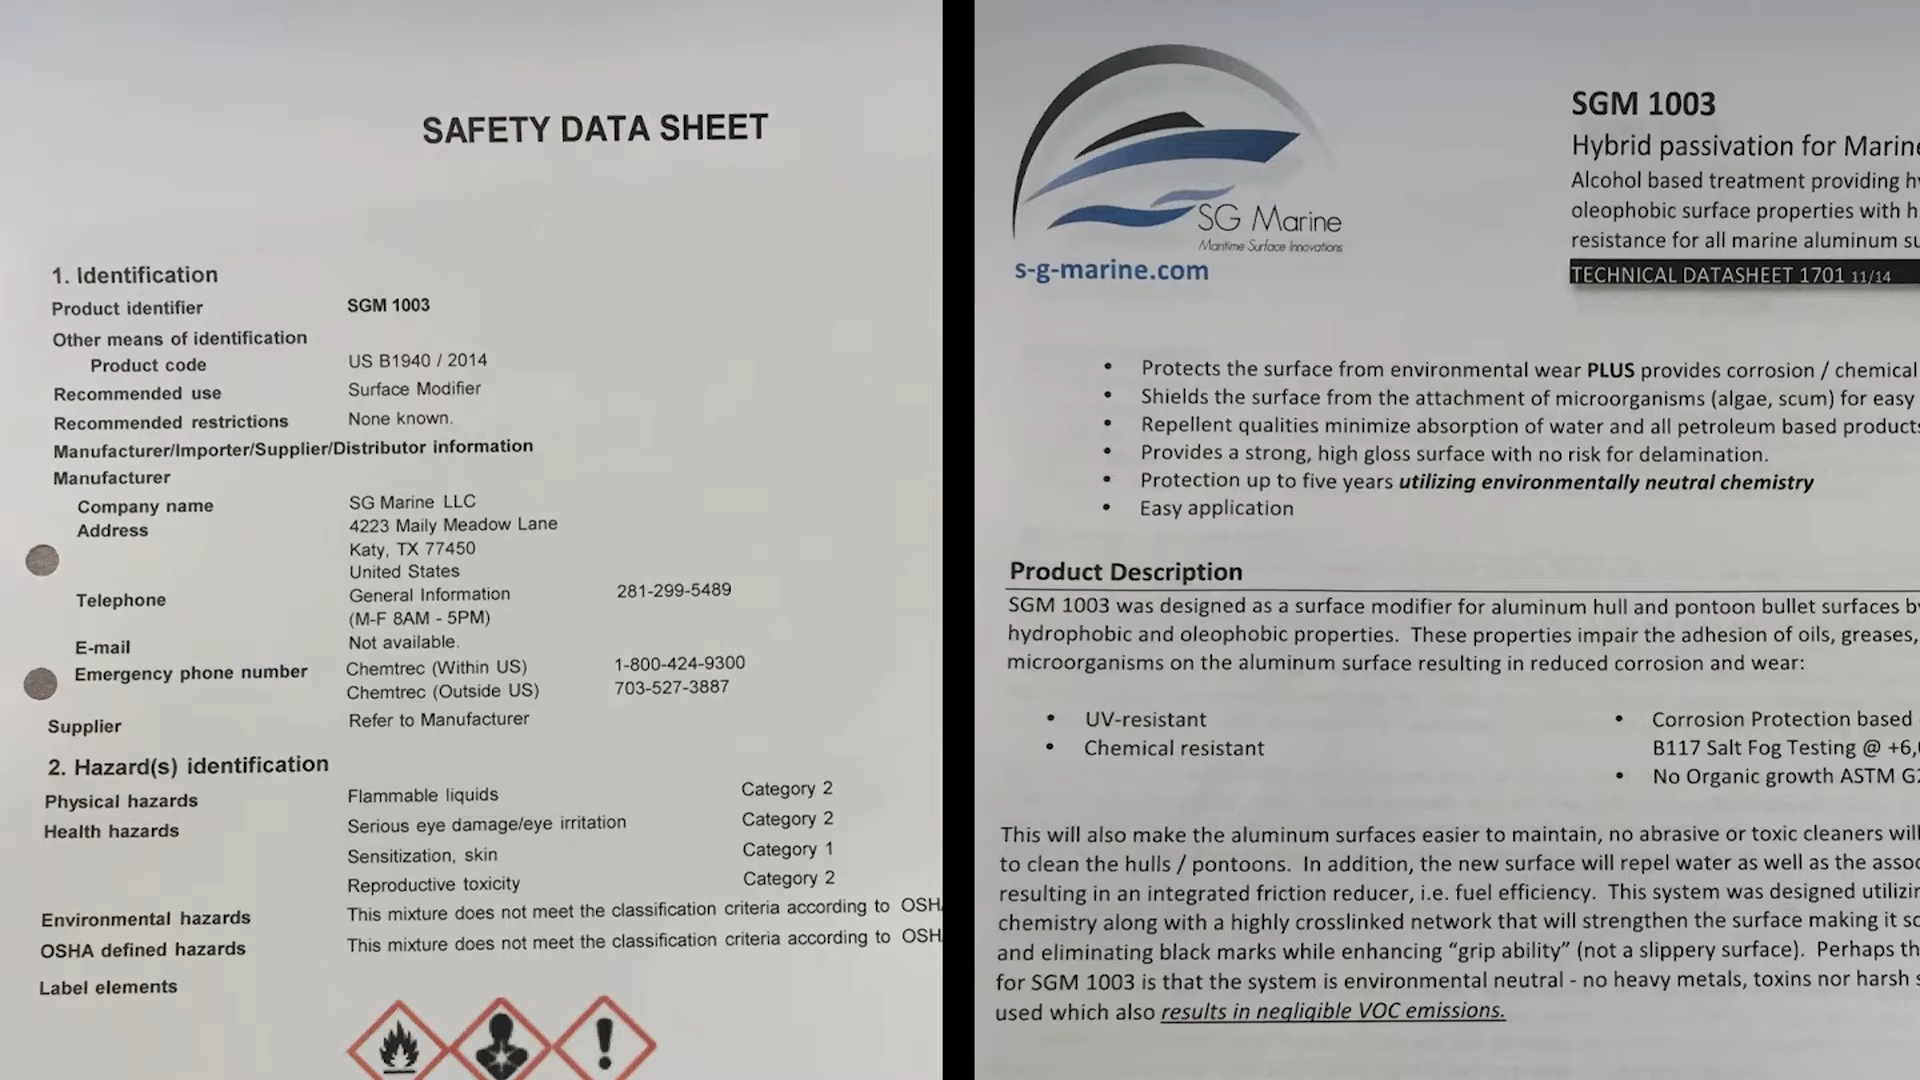 SAFETY DATA SHEET
1. Identification
Product identifier SGM 1003
Other means of identification
Product code US B1940 / 2014
Recommended use Surface Modifier
Recommended restrictions None known.
Manufacturer/Importer/Supplier/Distributor information
Manufacturer
Company name SG Marine LLC
Address 4223 Maily Meadow Lane
Katy, TX 77450
United States
Telephone General Information 281-299-5489
(M-F 8AM - 5PM)
E-mail Not available.
Emergency phone number Chemtrec (Within US) 1-800-424-9300
Chemtrec (Outside US) 703-527-3887
Supplier Refer to Manufacturer
2. Hazard(s) identification
Physical hazards Flammable liquids Category 2
Health hazards Serious eye damage/eye irritation Category 2
Sensitization, skin Category 1
Reproductive toxicity Category 2
Environmental hazards This mixture does not meet the classification criteria according to OSH
OSHA defined hazards This mixture does not meet the classification criteria according to OSH
Label elements
SG Marine
Maritime Surface Innovations
s-g-marine.com
SGM 1003
Hybrid passivation for Marine
Alcohol based treatment providing hy
oleophobic surface properties with h
resistance for all marine aluminum su
TECHNICAL DATASHEET 1701 11/14
• Protects the surface from environmental wear PLUS provides corrosion / chemical
• Shields the surface from the attachment of microorganisms (algae, scum) for easy
• Repellent qualities minimize absorption of water and all petroleum based products
• Provides a strong, high gloss surface with no risk for delamination.
• Protection up to five years utilizing environmentally neutral chemistry
• Easy application
Product Description
SGM 1003 was designed as a surface modifier for aluminum hull and pontoon bullet surfaces by
hydrophobic and oleophobic properties. These properties impair the adhesion of oils, greases,
microorganisms on the aluminum surface resulting in reduced corrosion and wear:
• UV-resistant
• Chemical resistant
• Corrosion Protection based
B117 Salt Fog Testing @ +6,
• No Organic growth ASTM G2
This will also make the aluminum surfaces easier to maintain, no abrasive or toxic cleaners will
to clean the hulls / pontoons. In addition, the new surface will repel water as well as the assoc
resulting in an integrated friction reducer, i.e. fuel efficiency. This system was designed utilizin
chemistry along with a highly crosslinked network that will strengthen the surface making it sc
and eliminating black marks while enhancing “grip ability” (not a slippery surface). Perhaps th
for SGM 1003 is that the system is environmental neutral - no heavy metals, toxins nor harsh s
used which also results in negligible VOC emissions.